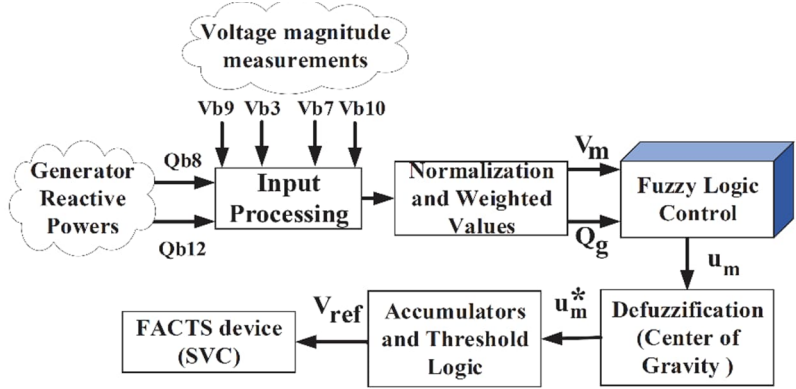 Voltage magnitude
measurements
Vb9 Vb3 Vb7 Vb10
Generator
Reactive
Powers
Qb8
Qb12
Input
Processing
Normalization
and Weighted
Values
Vm
Qg
Fuzzy Logic
Control
um
Defuzzification
(Center of
Gravity )
u*m
Accumulators
and Threshold
Logic
Vref
FACTS device
(SVC)